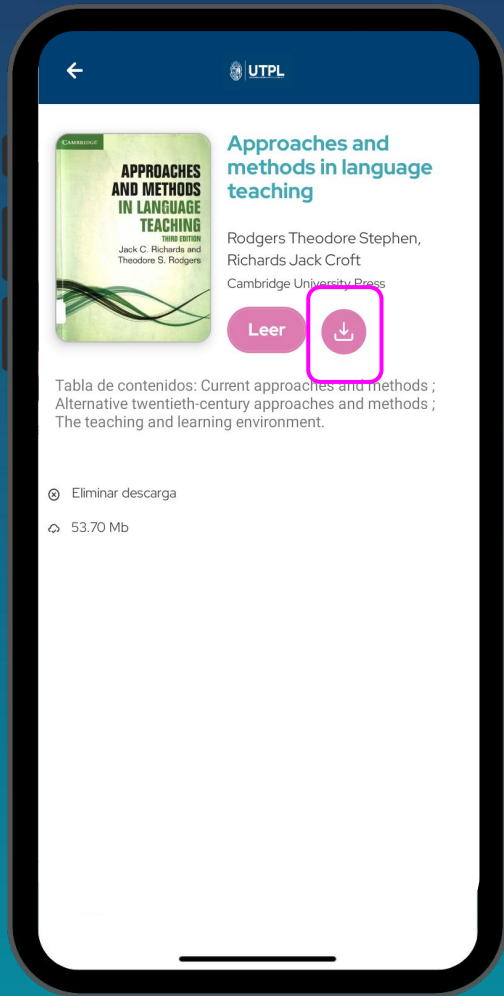 UTPL
CAMBRIDGE
APPROACHES
AND METHODS
IN LANGUAGE
TEACHING
THIRD EDITION
Jack C. Richards and
Theodore S. Rodgers
Approaches and
methods in language
teaching
Rodgers Theodore Stephen,
Richards Jack Croft
Cambridge University Press
Leer
Tabla de contenidos: Current approaches and methods ;
Alternative twentieth-century approaches and methods ;
The teaching and learning environment.
Eliminar descarga
53.70 Mb